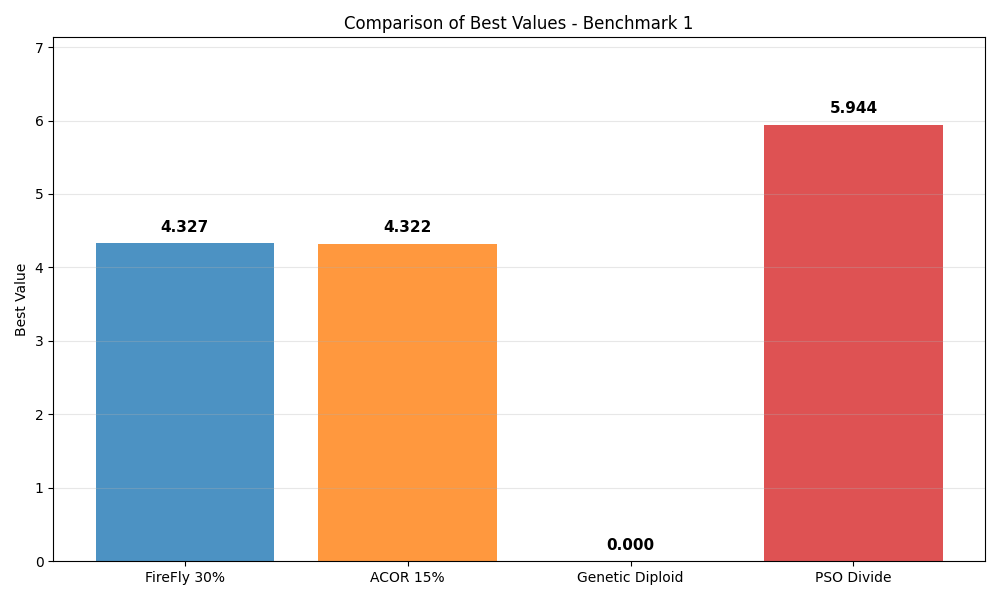 Comparison of Best Values - Benchmark 1
Best Value
7
6
5
4
3
2
1
0
4.327
4.322
0.000
5.944
FireFly 30%
ACOR 15%
Genetic Diploid
PSO Divide